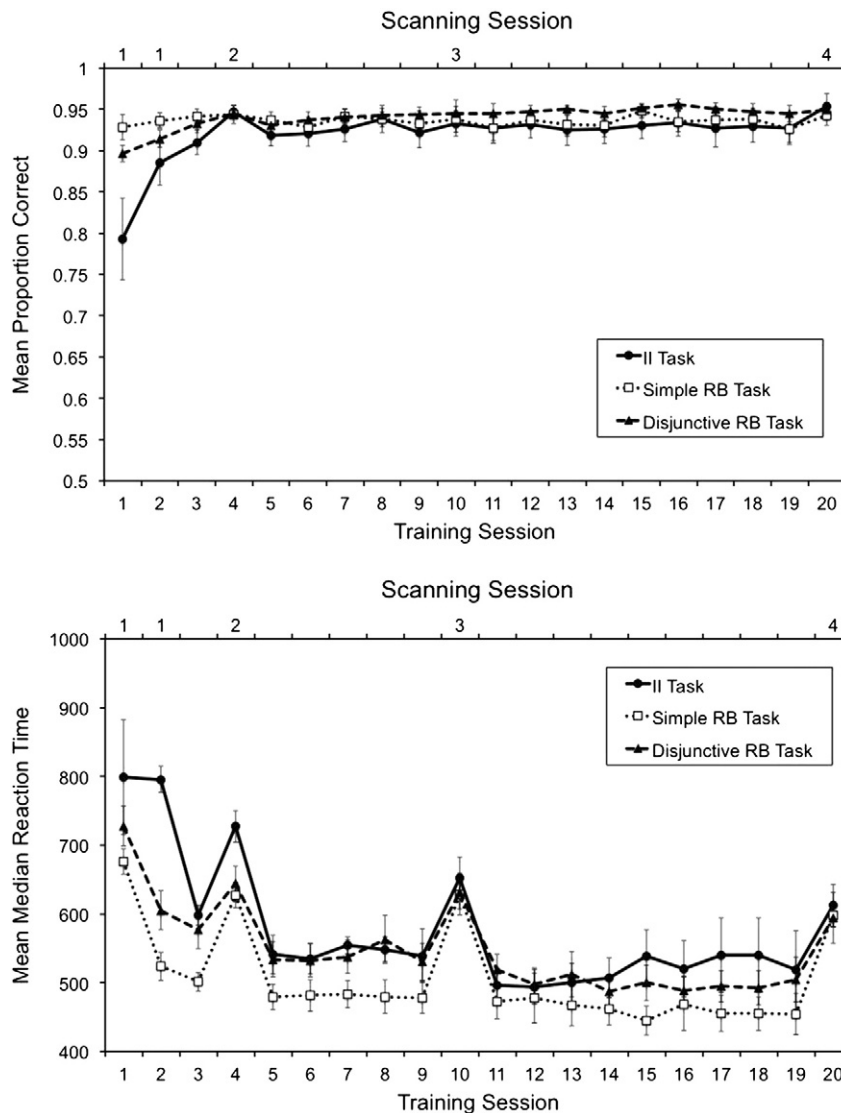 Scanning Session
1 1 2 3 4
1
0.95
0.9
0.85
0.8
0.75
0.7
0.65
0.6
0.55
0.5
Mean Proportion Correct
II Task
Simple RB Task
Disjunctive RB Task
1 2 3 4 5 6 7 8 9 10 11 12 13 14 15 16 17 18 19 20
Training Session
Scanning Session
1 1 2 3 4
1000
900
800
700
600
500
400
Mean Median Reaction Time
II Task
Simple RB Task
Disjunctive RB Task
1 2 3 4 5 6 7 8 9 10 11 12 13 14 15 16 17 18 19 20
Training Session